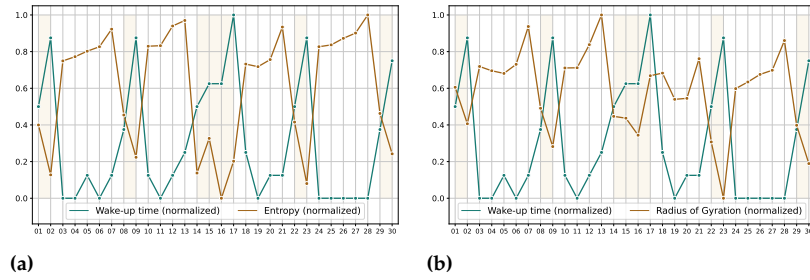 1.0
0.8
0.6
0.4
0.2
0.0
Wake-up time (normalized) Entropy (normalized)
01 02 03 04 05 06 07 08 09 10 11 12 13 14 15 16 17 18 19 20 21 22 23 24 25 26 27 28 29 30
(a)
1.0
0.8
0.6
0.4
0.2
0.0
Wake-up time (normalized) Radius of Gyration (normalized)
01 02 03 04 05 06 07 08 09 10 11 12 13 14 15 16 17 18 19 20 21 22 23 24 25 26 27 28 29 30
(b)